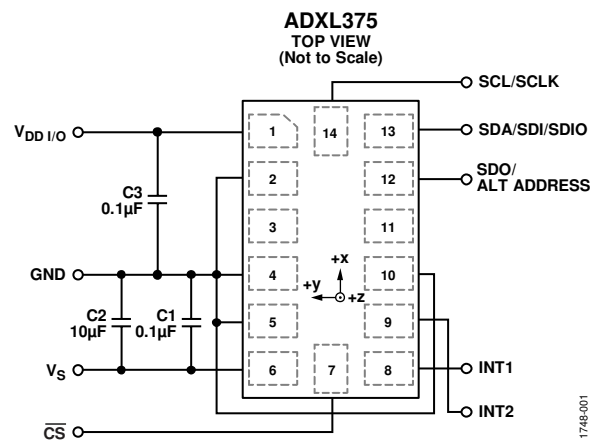 ADXL375
TOP VIEW
(Not to Scale)
SCL/SCLK
VDD I/O
1
14
13
SDA/SDI/SDIO
2
12
SDO/
ALT ADDRESS
C3
0.1µF
3
11
GND
4
+x
+y
+z
10
C2
10µF
C1
0.1µF
5
9
VS
6
7
8
INT1
INT2
CS
1748-001